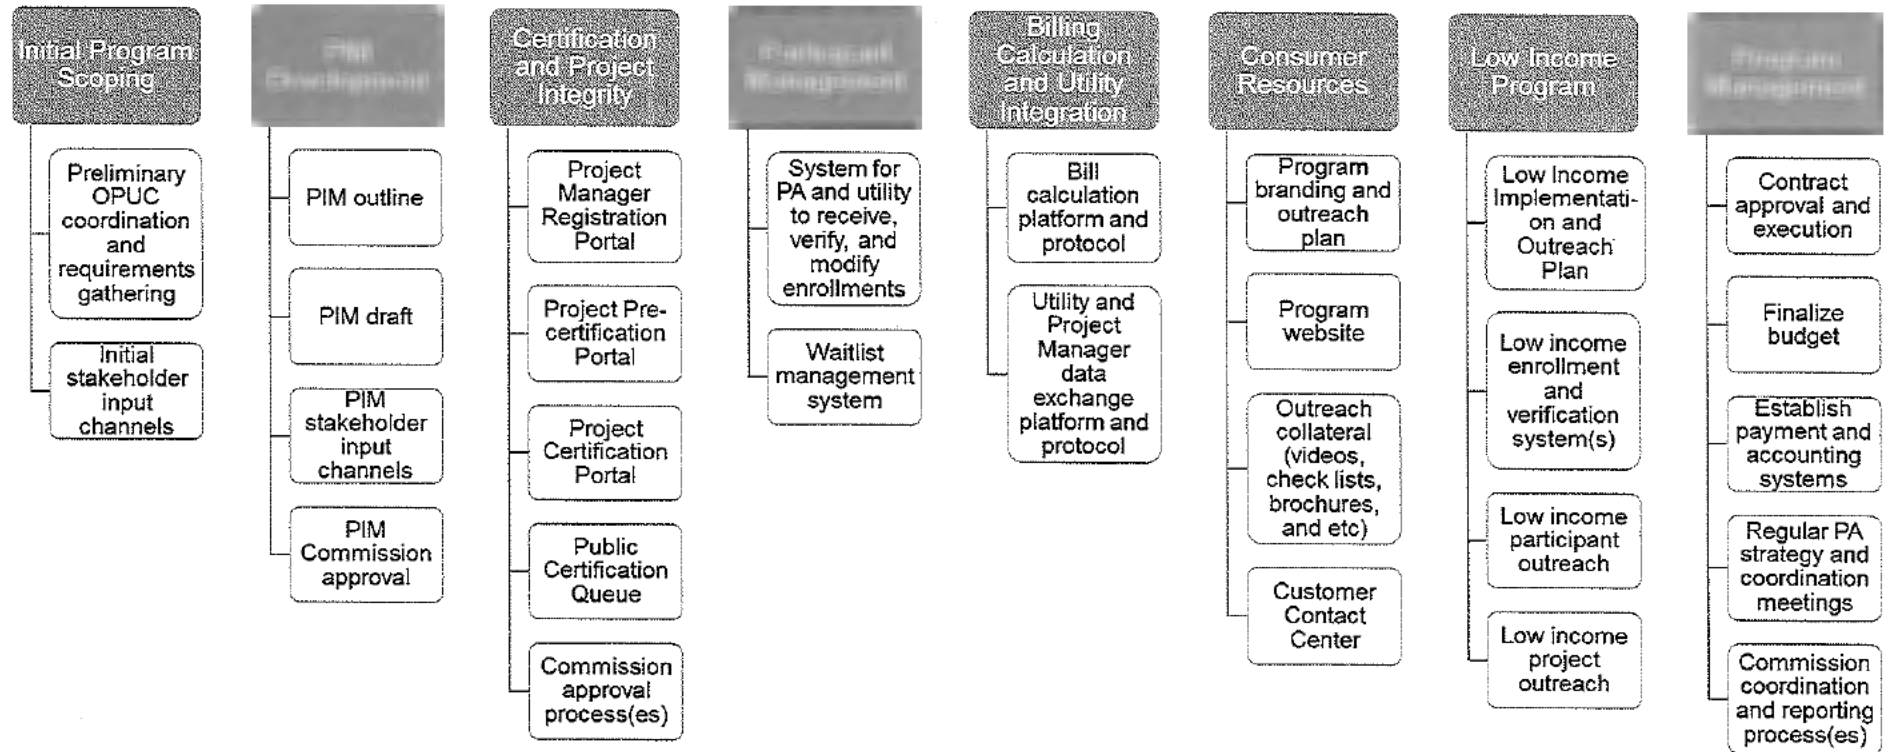 Initial Program
Scoping
Preliminary
OPUC
coordination
and
requirements
gathering
Initial
stakeholder
input
channels
PIM outline
PIM draft
PIM
stakeholder
input
channels
PIM
Commission
approval
Certification
and Project
Integrity
Project
Manager
Registration
Portal
Project Pre-
certification
Portal
Project
Certification
Portal
Public
Certification
Queue
Commission
approval
process(es)
System for
PA and utility
to receive,
verify, and
modify
enrollments
Waitlist
management
system
Billing
Calculation
and Utility
Integration
Bill
calculation
platform and
protocol
Utility and
Project
Manager
data
exchange
platform and
protocol
Consumer
Resources
Program
branding and
outreach
plan
Program
website
Outreach
collateral
(videos,
check lists,
brochures,
and etc)
Customer
Contact
Center
Low Income
Program
Low Income
Implementati-
on and
Outreach
Plan
Low income
enrollment
and
verification
system(s)
Low income
participant
outreach
Low income
project
outreach
Contract
approval and
execution
Finalize
budget
Establish
payment and
accounting
systems
Regular PA
strategy and
coordination
meetings
Commission
coordination
and reporting
process(es)